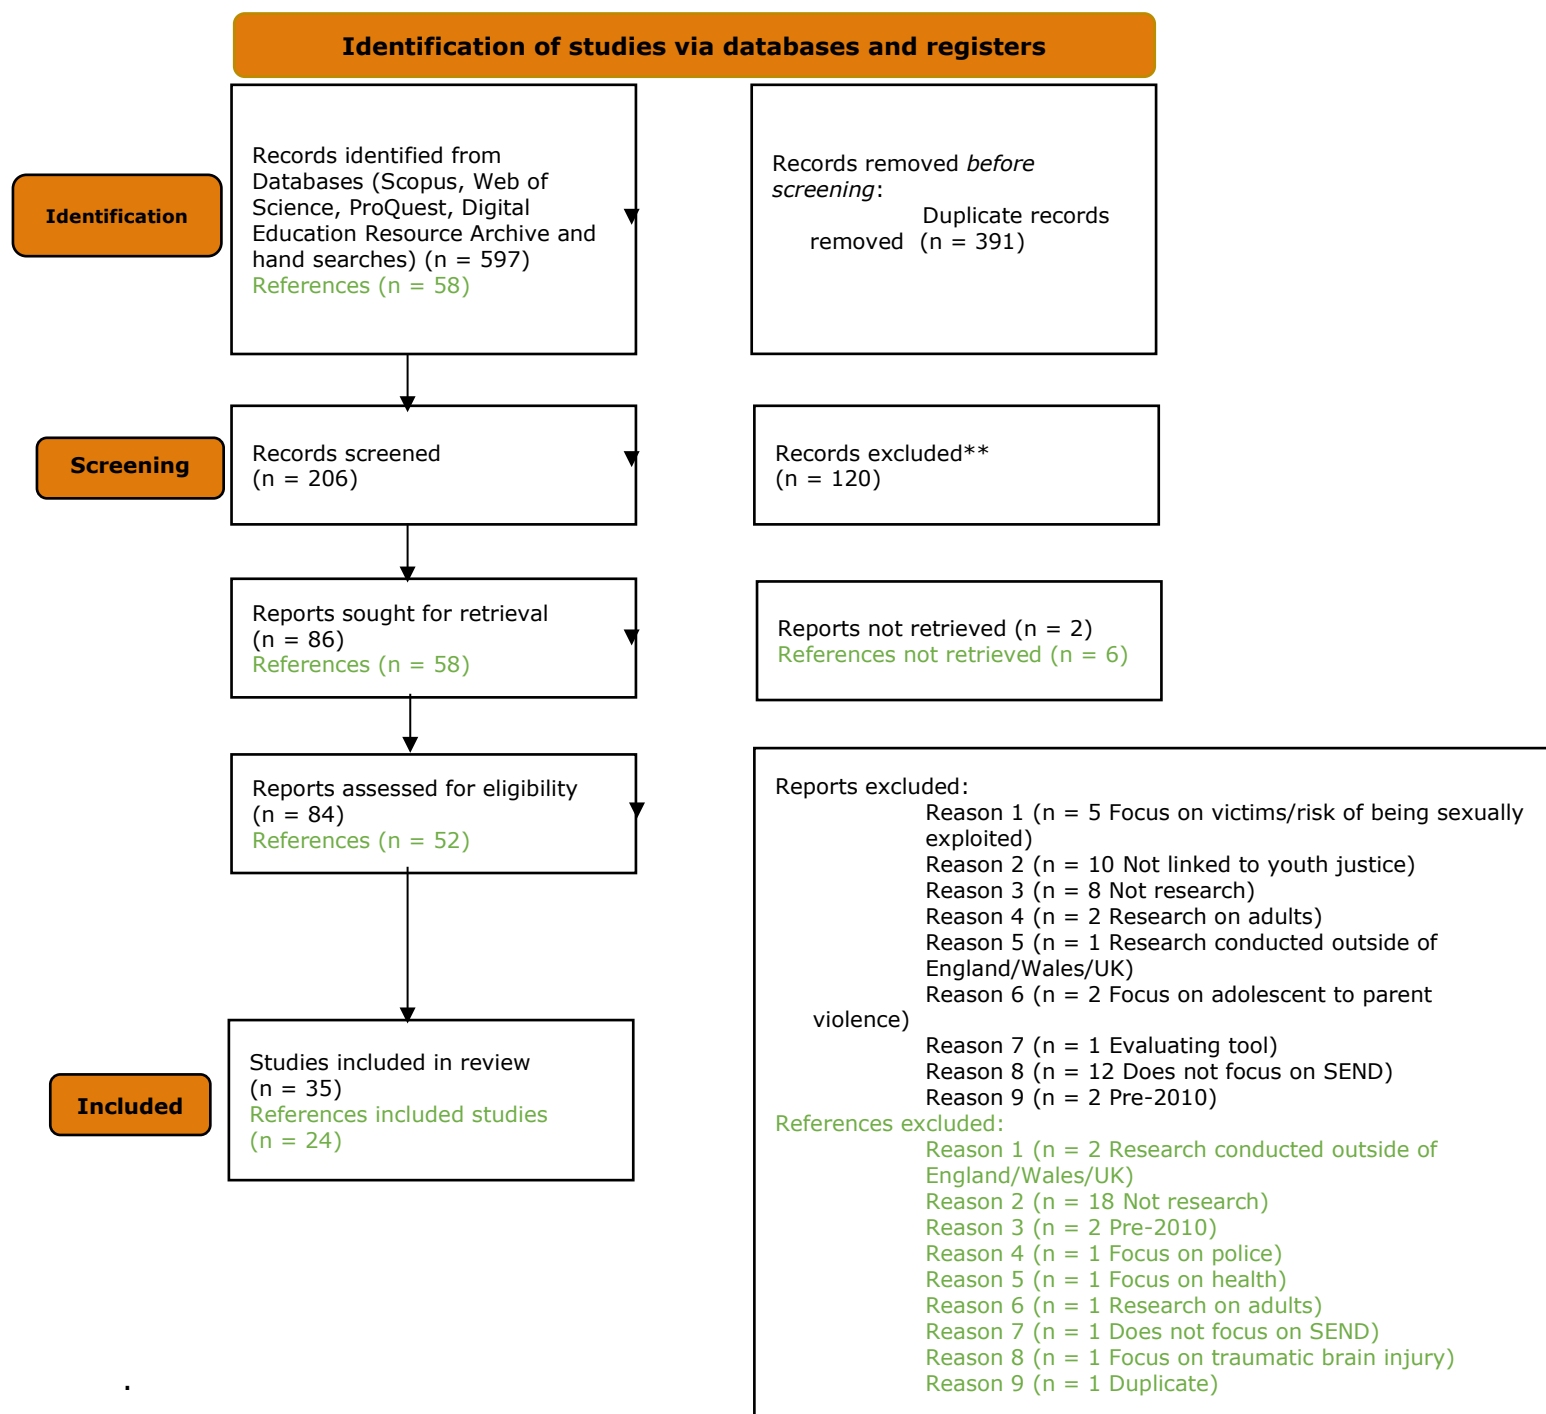 Identification of studies via databases and registers
Identification
Records identified from
Databases (Scopus, Web of
Science, ProQuest, Digital
Education Resource Archive and
hand searches) (n = 597)
References (n = 58)
Records removed before
screening:
Duplicate records
removed  (n = 391)
Screening
Records screened
(n = 206)
Records excluded**
(n = 120)
Reports sought for retrieval
(n = 86)
References (n = 58)
Reports not retrieved (n = 2)
References not retrieved (n = 6)
Reports assessed for eligibility
(n = 84)
References (n = 52)
Reports excluded:
Reason 1 (n = 5 Focus on victims/risk of being sexually
exploited)
Reason 2 (n = 10 Not linked to youth justice)
Reason 3 (n = 8 Not research)
Reason 4 (n = 2 Research on adults)
Reason 5 (n = 1 Research conducted outside of
England/Wales/UK)
Reason 6 (n = 2 Focus on adolescent to parent
violence)
Reason 7 (n = 1 Evaluating tool)
Reason 8 (n = 12 Does not focus on SEND)
Reason 9 (n = 2 Pre-2010)
References excluded:
Reason 1 (n = 2 Research conducted outside of
England/Wales/UK)
Reason 2 (n = 18 Not research)
Reason 3 (n = 2 Pre-2010)
Reason 4 (n = 1 Focus on police)
Reason 5 (n = 1 Focus on health)
Reason 6 (n = 1 Research on adults)
Reason 7 (n = 1 Does not focus on SEND)
Reason 8 (n = 1 Focus on traumatic brain injury)
Reason 9 (n = 1 Duplicate)
Included
Studies included in review
(n = 35)
References included studies
(n = 24)
.